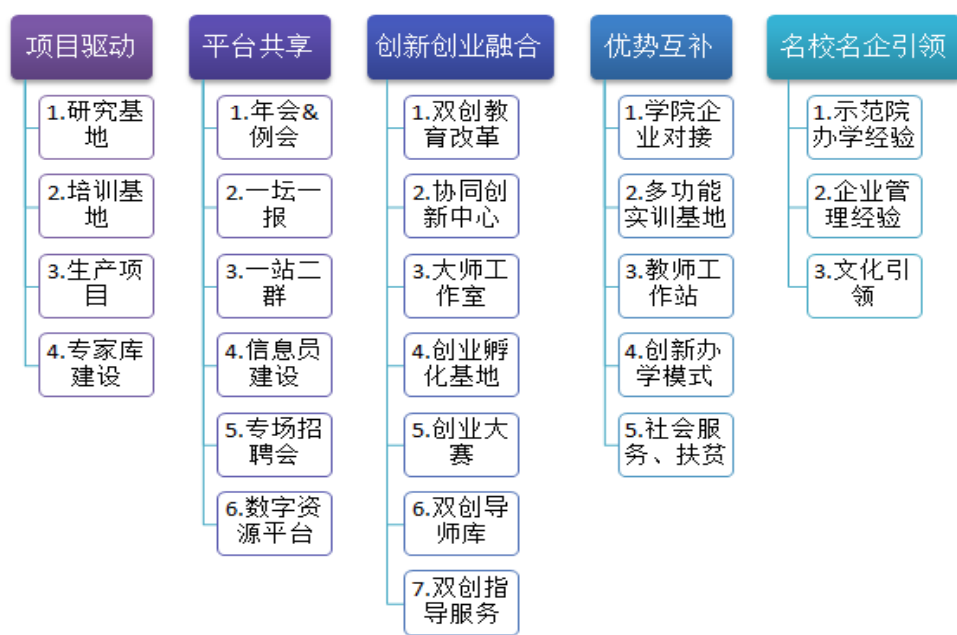 项目驱动
1.研究基
地
2.培训基
地
3.生产项
目
4.专家库
建设
平台共享
1.年会&
例会
2.一坛一
报
3.一站二
群
4.信息员
建设
5.专场招
聘会
6.数字资
源平台
创新创业融合
1.双创教
育改革
2.协同创
新中心
3.大师工
作室
4.创业孵
化基地
5.创业大
赛
6.双创导
师库
7.双创指
导服务
优势互补
1.学院企
业对接
2.多功能
实训基地
3.教师工
作站
4.创新办
学模式
5.社会服
务、扶贫
名校名企引领
1.示范院
办学经验
2.企业管
理经验
3.文化引
领